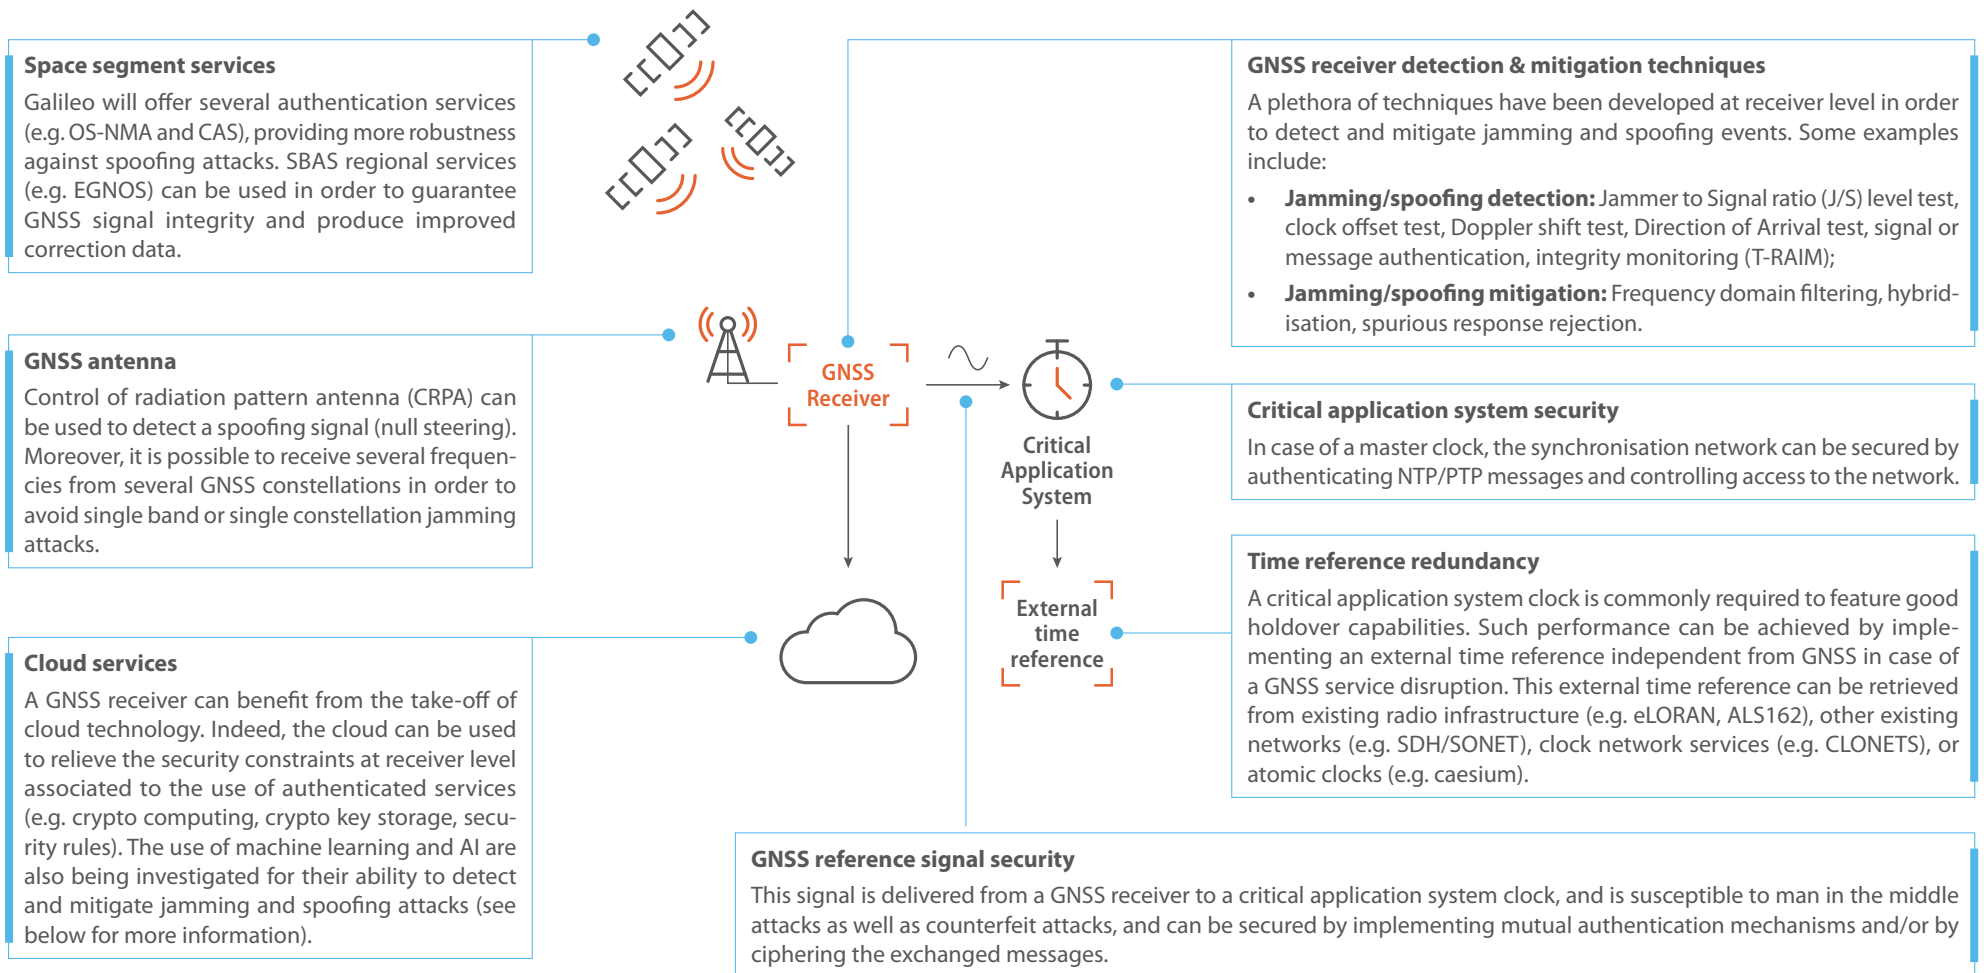 Space segment services
Galileo will offer several authentication services
(e.g. OS-NMA and CAS), providing more robustness
against spoofing attacks. SBAS regional services
(e.g. EGNOS) can be used in order to guarantee
GNSS signal integrity and produce improved
correction data.
GNSS antenna
Control of radiation pattern antenna (CRPA) can
be used to detect a spoofing signal (null steering).
Moreover, it is possible to receive several frequen-
cies from several GNSS constellations in order to
avoid single band or single constellation jamming
attacks.
Cloud services
A GNSS receiver can benefit from the take-off of
cloud technology. Indeed, the cloud can be used
to relieve the security constraints at receiver level
associated to the use of authenticated services
(e.g. crypto computing, crypto key storage, secu-
rity rules). The use of machine learning and AI are
also being investigated for their ability to detect
and mitigate jamming and spoofing attacks (see
below for more information).
GNSS
Receiver
Critical
Application
System
External
time
reference
GNSS receiver detection & mitigation techniques
A plethora of techniques have been developed at receiver level in order
to detect and mitigate jamming and spoofing events. Some examples
include:
• Jamming/spoofing detection: Jammer to Signal ratio (J/S) level test,
clock offset test, Doppler shift test, Direction of Arrival test, signal or
message authentication, integrity monitoring (T-RAIM);
• Jamming/spoofing mitigation: Frequency domain filtering, hybrid-
isation, spurious response rejection.
Critical application system security
In case of a master clock, the synchronisation network can be secured by
authenticating NTP/PTP messages and controlling access to the network.
Time reference redundancy
A critical application system clock is commonly required to feature good
holdover capabilities. Such performance can be achieved by imple-
menting an external time reference independent from GNSS in case of
a GNSS service disruption. This external time reference can be retrieved
from existing radio infrastructure (e.g. eLORAN, ALS162), other existing
networks (e.g. SDH/SONET), clock network services (e.g. CLONETS), or
atomic clocks (e.g. caesium).
GNSS reference signal security
This signal is delivered from a GNSS receiver to a critical application system clock, and is susceptible to man in the middle
attacks as well as counterfeit attacks, and can be secured by implementing mutual authentication mechanisms and/or by
ciphering the exchanged messages.